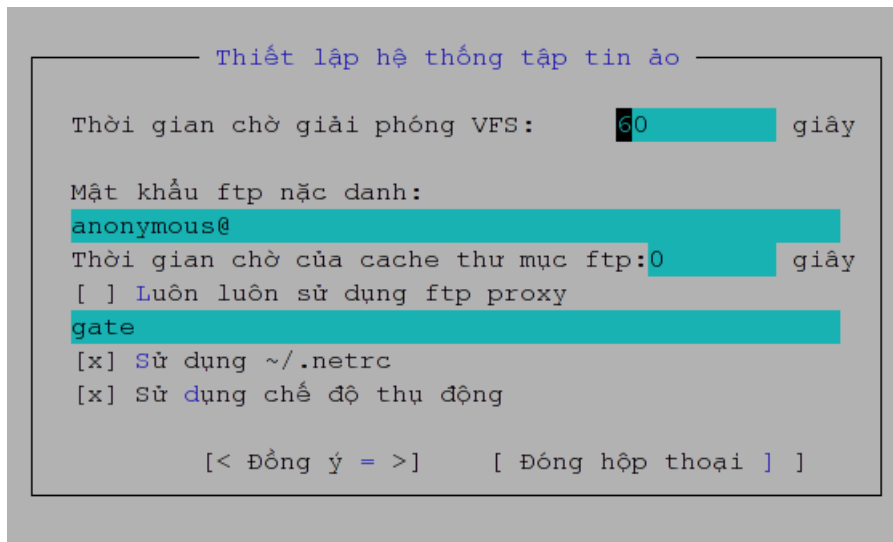 Thiết lập hệ thống tập tin ảo
Thời gian chờ giải phóng VFS: 60 giây
Mật khẩu ftp nặc danh:
anonymous@
Thời gian chờ của cache thư mục ftp:0 giây
[ ] Luôn luôn sử dụng ftp proxy
gate
[x] Sử dụng ~/.netrc
[x] Sử dụng chế độ thụ động
[< Đồng ý = >] [ Đóng hộp thoại ] ]